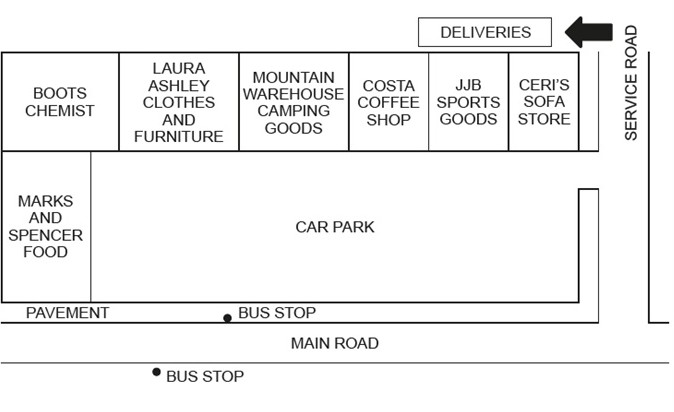 DELIVERIES
SERVICE ROAD
BOOTS
CHEMIST
LAURA
ASHLEY
CLOTHES
AND
FURNITURE
MOUNTAIN
WAREHOUSE
CAMPING
GOODS
COSTA
COFFEE
SHOP
JJB
SPORTS
GOODS
CERI'S
SOFA
STORE
MARKS
AND
SPENCER
FOOD
CAR PARK
PAVEMENT
BUS STOP
MAIN ROAD
BUS STOP